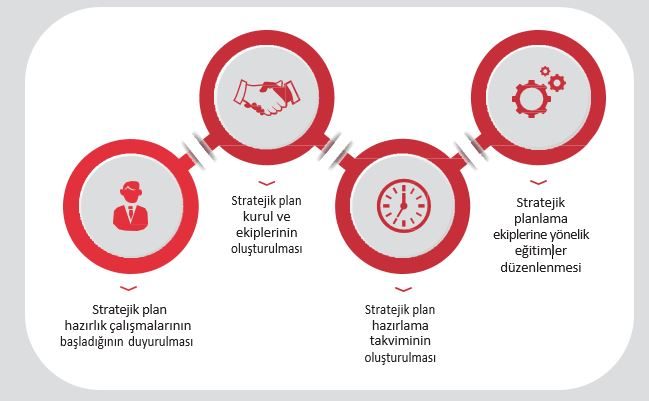 Stratejik plan
hazırlık çalışmalarının
başladığının duyurulması
Stratejik plan
kurul ve
ekiplerinin
oluşturulması
Stratejik plan
hazırlama
takviminin
oluşturulması
Stratejik
planlama
ekiplerine yönelik
eğitimler
düzenlenmesi